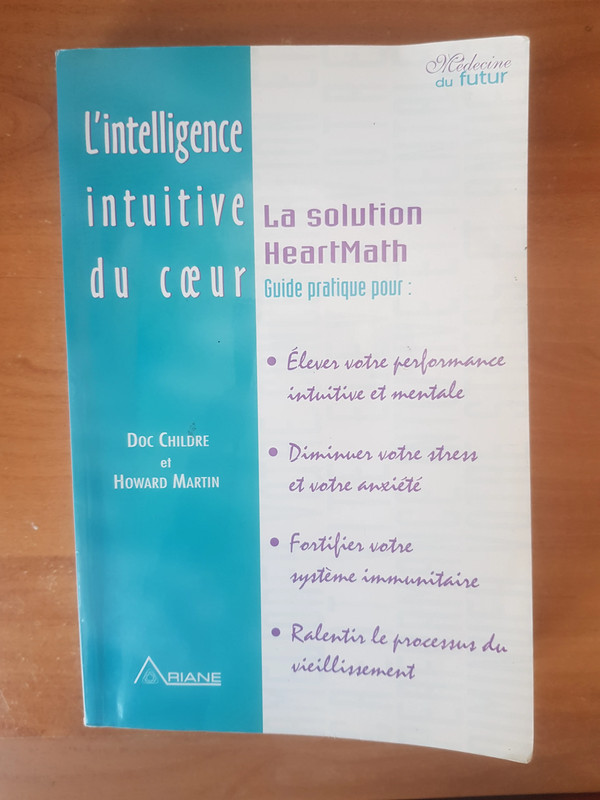 Médecine
du futur
L'intelligence
intuitive
du cœur
La solution
HeartMath
Guide pratique pour :
• Élever votre performance
intuitive et mentale
• Diminuer votre stress
et votre anxiété
• Fortifier votre
système immunitaire
• Ralentir le processus du
vieillissement
DOC CHILDRE
et
HOWARD MARTIN
ARIANE